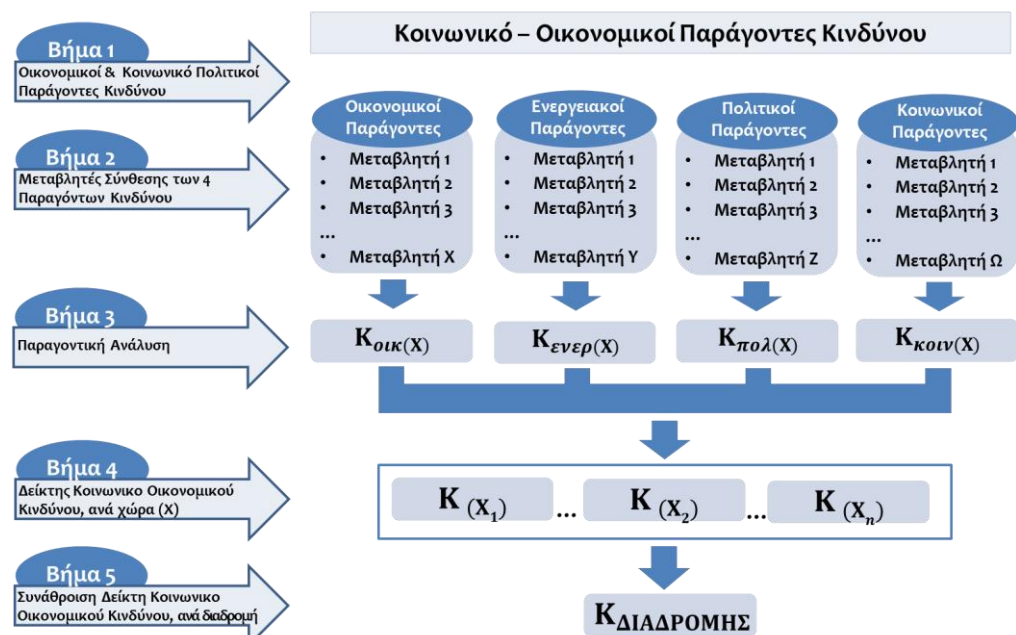 Κοινωνικό – Οικονομικοί Παράγοντες Κινδύνου
Βήμα 1
Οικονομικοί & Κοινωνικό Πολιτικοί
Παράγοντες Κινδύνου
Βήμα 2
Μεταβλητές Σύνθεσης των 4
Παραγόντων Κινδύνου
Οικονομικοί
Παράγοντες
• Μεταβλητή 1
• Μεταβλητή 2
• Μεταβλητή 3
...
• Μεταβλητή Χ
Ενεργειακοί
Παράγοντες
• Μεταβλητή 1
• Μεταβλητή 2
• Μεταβλητή 3
...
• Μεταβλητή Υ
Πολιτικοί
Παράγοντες
• Μεταβλητή 1
• Μεταβλητή 2
• Μεταβλητή 3
...
• Μεταβλητή Ζ
Κοινωνικοί
Παράγοντες
• Μεταβλητή 1
• Μεταβλητή 2
• Μεταβλητή 3
...
• Μεταβλητή Ω
Βήμα 3
Παραγοντική Ανάλυση
Κοικ(Χ) Κενερ(Χ) Κπολ(Χ) Κκοιν(Χ)
Βήμα 4
Δείκτης Κοινωνικο Οικονομικού
Κινδύνου, ανά χώρα (Χ)
Κ (Χ1) ... Κ (Χ2) ... Κ (Χn)
Βήμα 5
Συνάθροιση Δείκτη Κοινωνικο
Οικονομικού Κινδύνου, ανά διαδρομή
ΚΔΙΑΔΡΟΜΗΣ